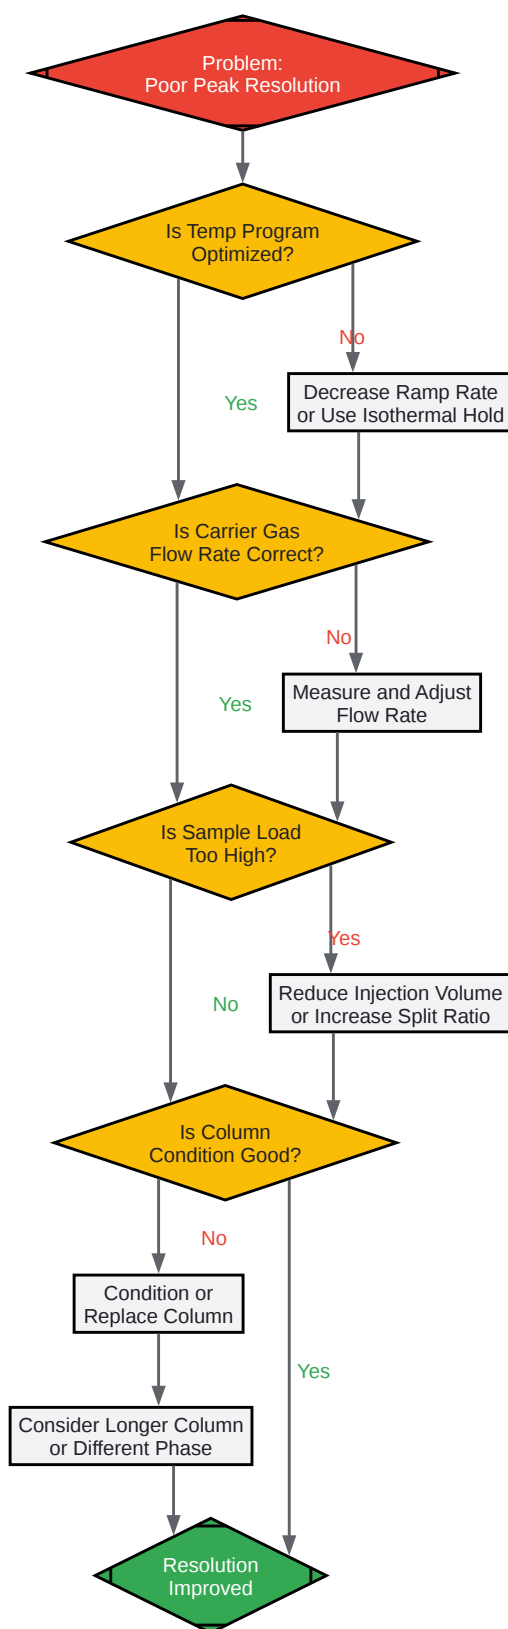 Problem:
Poor Peak Resolution
Is Temp Program
Optimized?
No
Decrease Ramp Rate
or Use Isothermal Hold
Yes
Is Carrier Gas
Flow Rate Correct?
No
Measure and Adjust
Flow Rate
Yes
Is Sample Load
Too High?
Yes
Reduce Injection Volume
or Increase Split Ratio
No
Is Column
Condition Good?
No
Condition or
Replace Column
Yes
Consider Longer Column
or Different Phase
Resolution
Improved